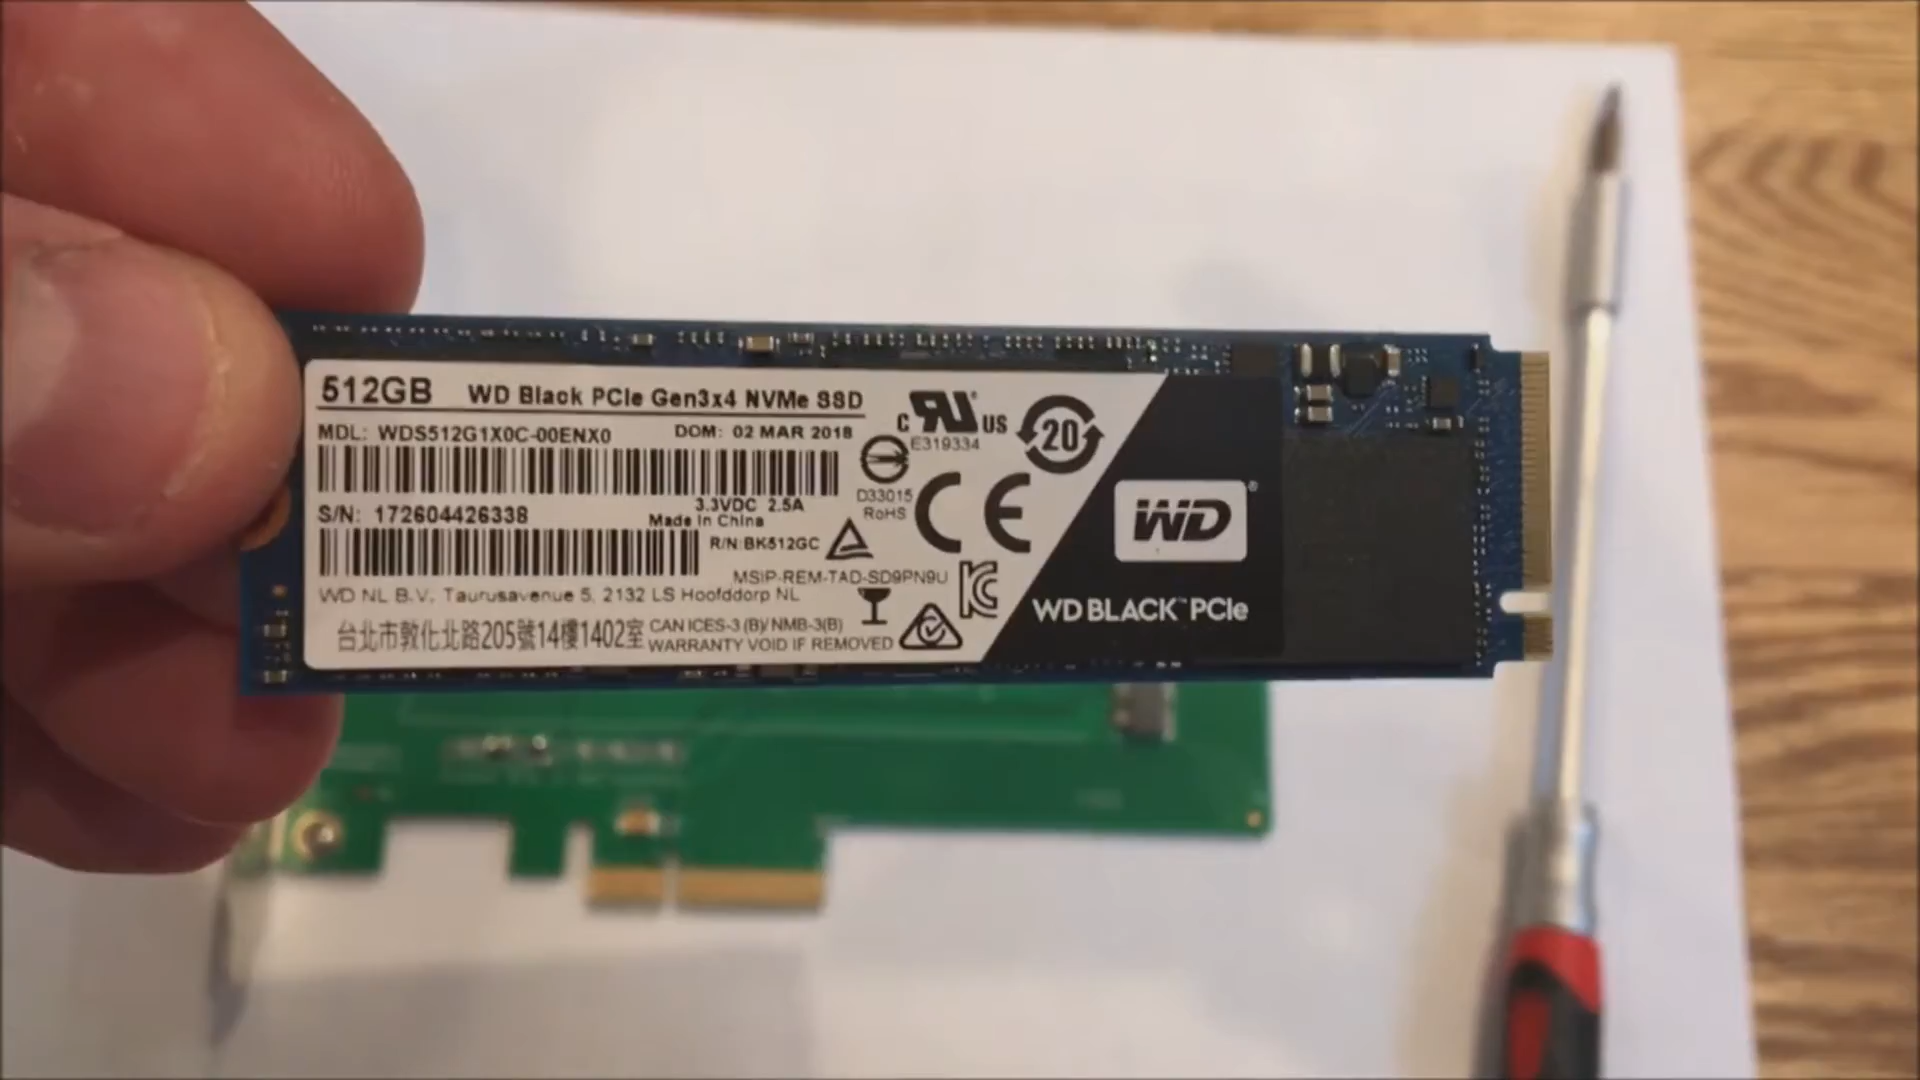 512GB WD Black PCIe Gen3x4 NVMe SSD
MDL: WDS512G1X0C-00ENX0 DOM: 02 MAR 2018
3.3VDC 2.5A
S/N: 172604426338 Made in China
R/N:BK512GC
MSIP-REM-TAD-SD9PN9U
WD NL B.V. Taurusavenue 5, 2132 LS Hoofddorp NL
台北市敦化北路205號14樓1402室
CAN ICES-3 (B)/ NMB-3(B)
WARRANTY VOID IF REMOVED
C RU US
E319334
20
D33015
RoHS
CE
WD®
WD BLACK™ PCIe